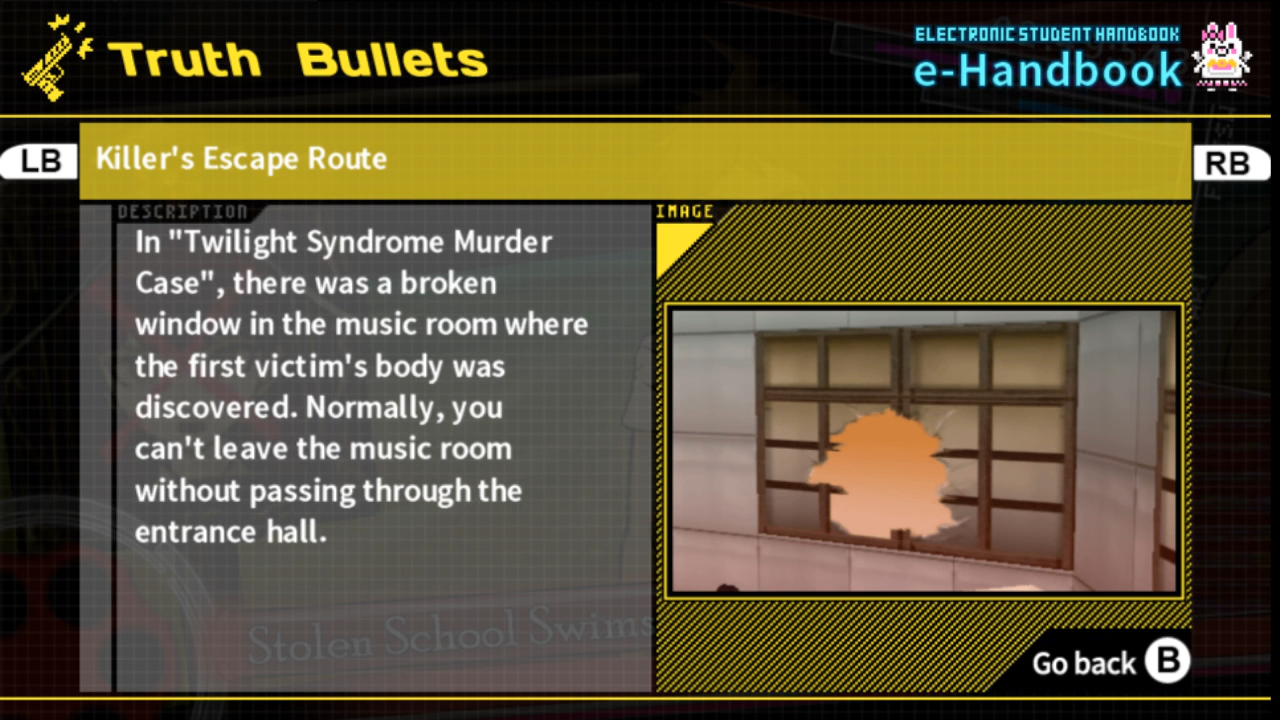 Truth Bullets
ELECTRONIC STUDENT HANDBOOK
e-Handbook
LB
Killer's Escape Route
RB
DESCRIPTION
In "Twilight Syndrome Murder
Case", there was a broken
window in the music room where
the first victim's body was
discovered. Normally, you
can't leave the music room
without passing through the
entrance hall.
IMAGE
Stolen School Swims
Go back B